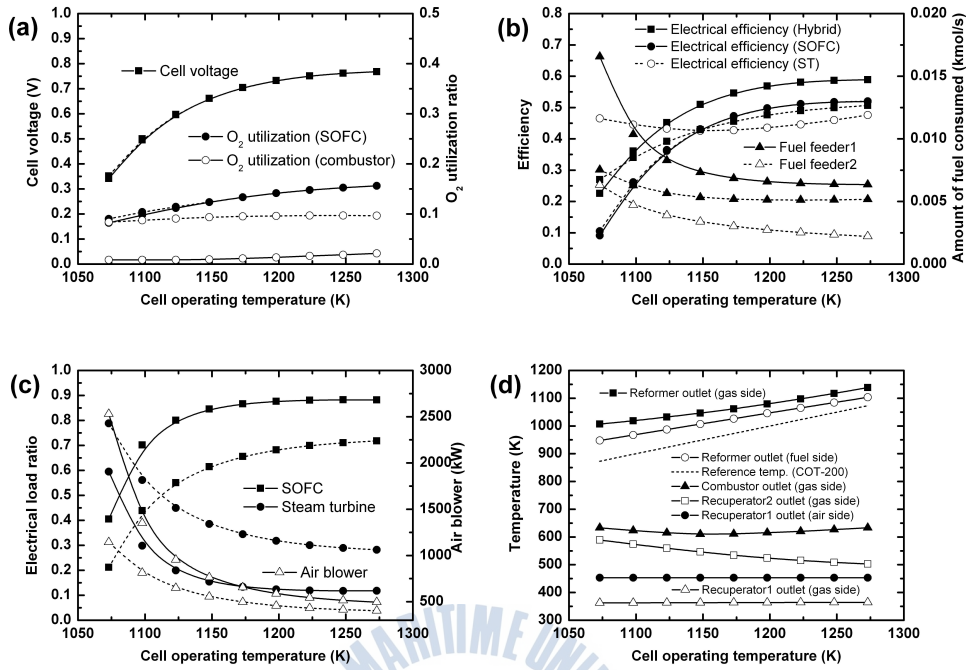 (a)
Cell voltage (V)
1.0
0.9
0.8
0.7
0.6
0.5
0.4
0.3
0.2
0.1
0.0
Cell voltage
O2 utilization (SOFC)
O2 utilization (combustor)
0.5
0.4
0.3
0.2
0.1
0.0
O2 utilization ratio
1050 1100 1150 1200 1250 1300
Cell operating temperature (K)
(b)
Efficiency
0.8
0.7
0.6
0.5
0.4
0.3
0.2
0.1
0.0
Electrical efficiency (Hybrid)
Electrical efficiency (SOFC)
Electrical efficiency (ST)
Fuel feeder1
Fuel feeder2
0.020
0.015
0.010
0.005
0.000
Amount of fuel consumed (kmol/s)
1050 1100 1150 1200 1250 1300
Cell operating temperature (K)
(c)
Electrical load ratio
1.0
0.9
0.8
0.7
0.6
0.5
0.4
0.3
0.2
0.1
0.0
SOFC
Steam turbine
Air blower
3000
2500
2000
1500
1000
500
Air blower (kW)
1050 1100 1150 1200 1250 1300
Cell operating temperature (K)
(d)
Temperature (K)
1200
1100
1000
900
800
700
600
500
400
300
Reformer outlet (gas side)
Reformer outlet (fuel side)
Reference temp. (COT-200)
Combustor outlet (gas side)
Recuperator2 outlet (gas side)
Recuperator1 outlet (air side)
Recuperator1 outlet (gas side)
1050 1100 1150 1200 1250 1300
Cell operating temperature (K)
MARITIME UNI